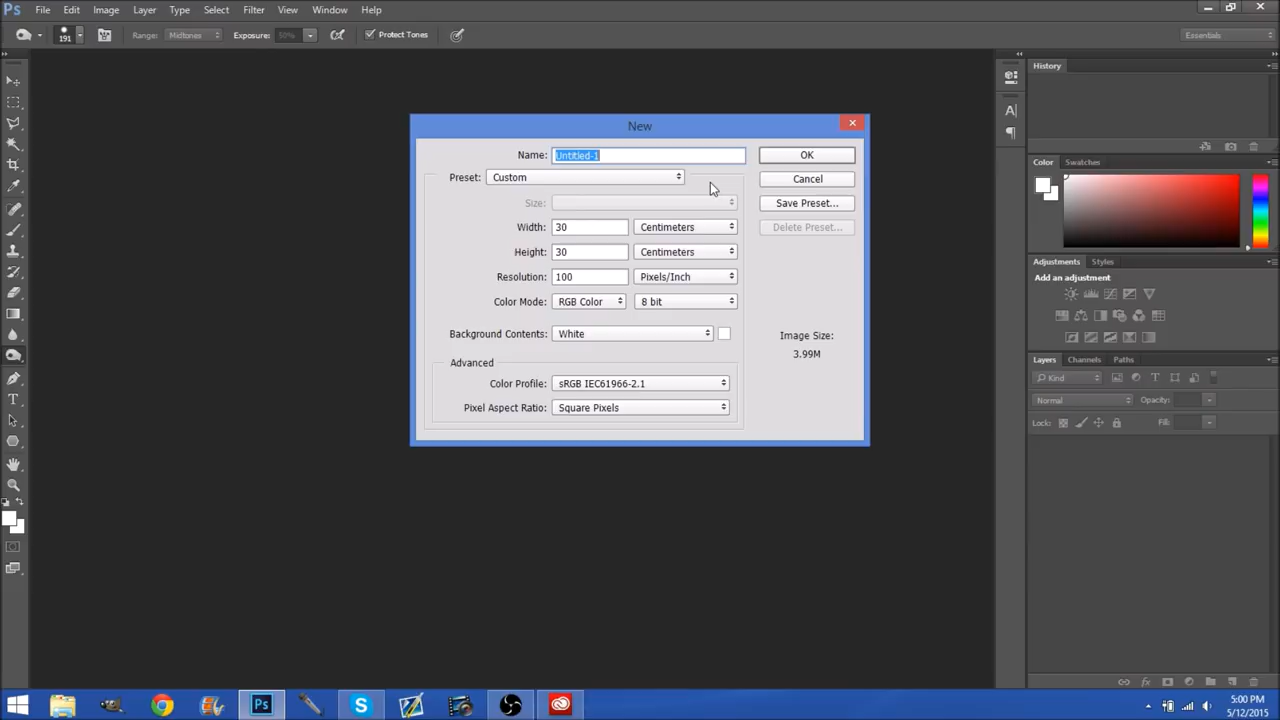 Ps File Edit Image Layer Type Select Filter View Window Help
191 Range: Midtones Exposure: 50% Protect Tones Essentials
History
New
Name: Untitled-1 OK
Preset: Custom Cancel
Size: Save Preset...
Width: 30 Centimeters Delete Preset...
Height: 30 Centimeters
Resolution: 100 Pixels/Inch
Color Mode: RGB Color 8 bit
Background Contents: White
Image Size:
3.99M
Advanced
Color Profile: sRGB IEC61966-2.1
Pixel Aspect Ratio: Square Pixels
Color Swatches
Adjustments Styles
Add an adjustment
Layers Channels Paths
Kind
Normal Opacity:
Lock: Fill:
5:00 PM
5/12/2015